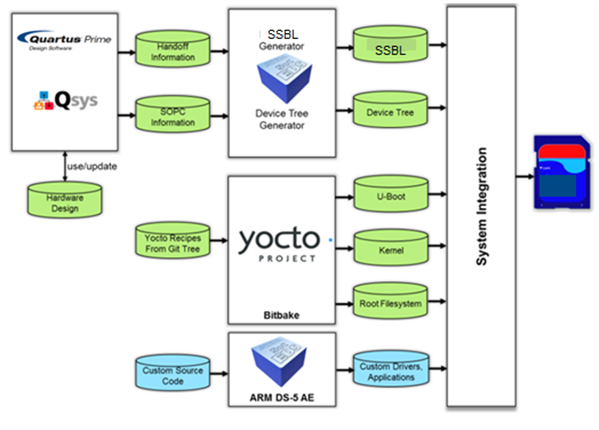 Quartus Prime
Design Software
Qsys
use/update
Hardware
Design
Handoff
Information
SOPC
Information
SSBL
Generator
Device Tree
Generator
SSBL
Device Tree
Yocto Recipes
From Git Tree
yocto
PROJECT
Bitbake
U-Boot
Kernel
Root Filesystem
Custom Source
Code
ARM DS-5 AE
Custom Drivers,
Applications
System Integration